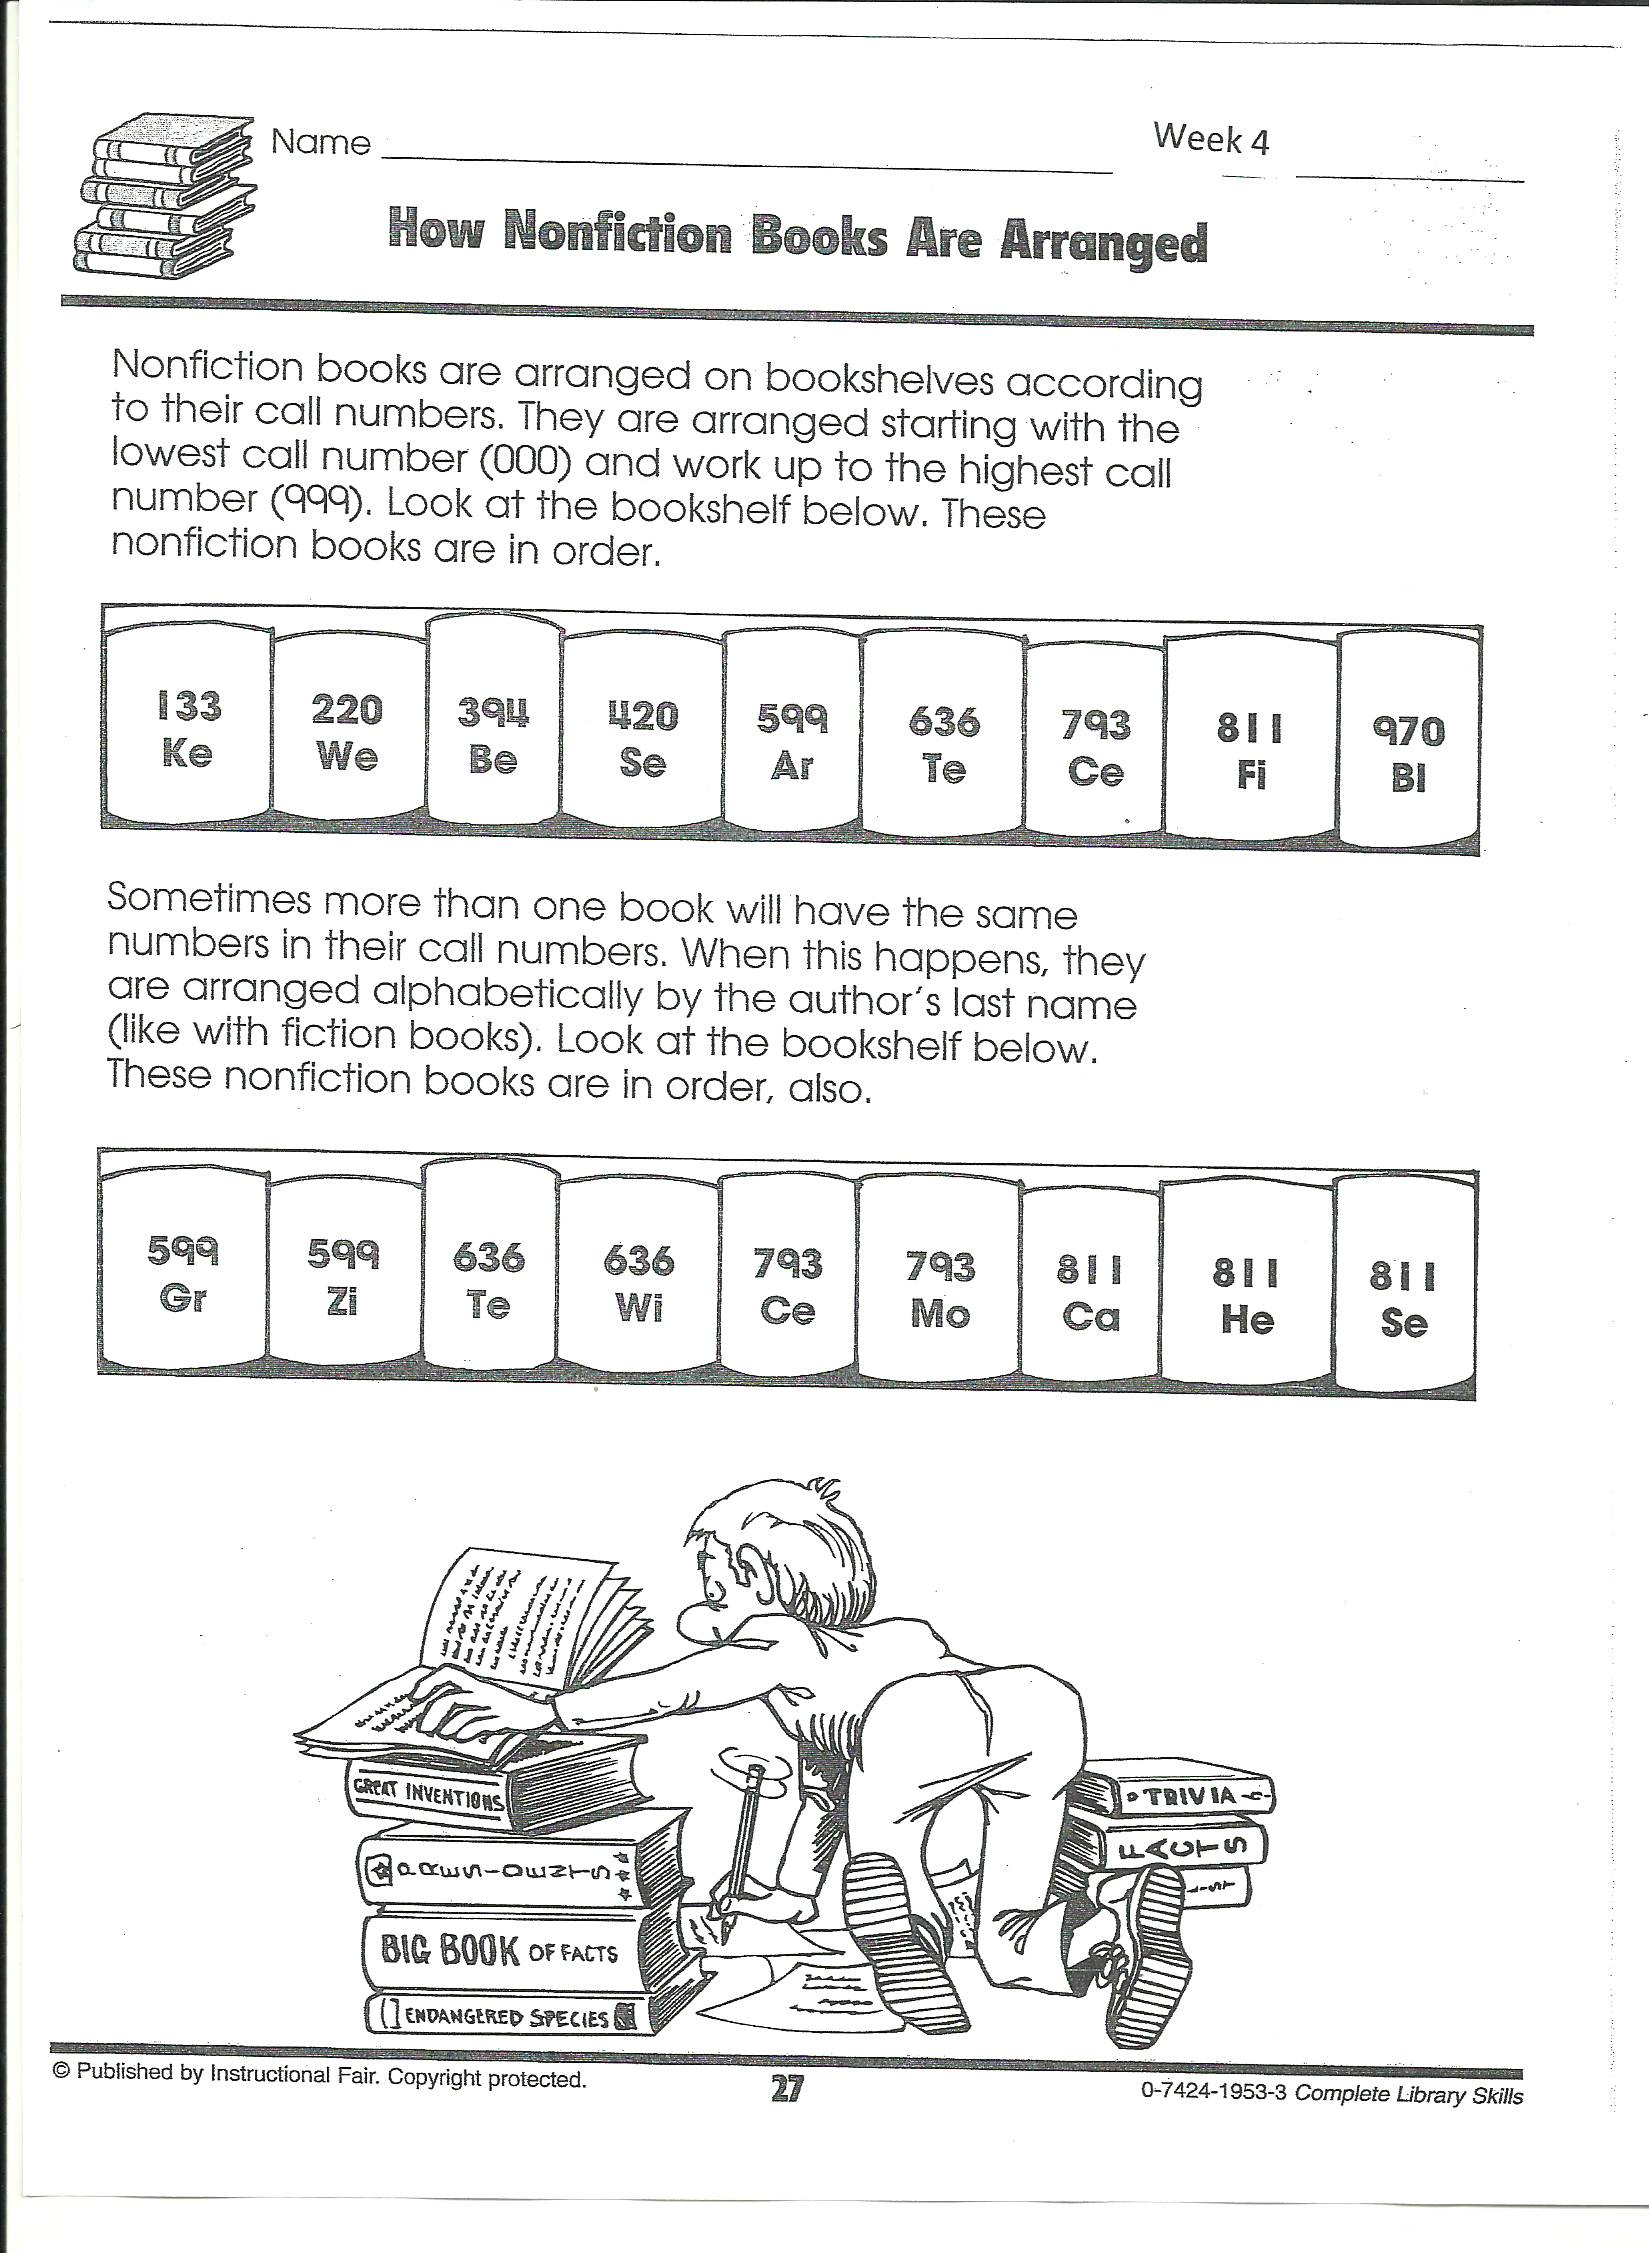 Name
Week 4
How Nonfiction Books Are Arranged
Nonfiction books are arranged on bookshelves according
to their call numbers. They are arranged starting with the
lowest call number (000) and work up to the highest call
number (999). Look at the bookshelf below. These
nonfiction books are in order.
133 220 394 420 599 636 793 811 970
Ke We Be Se Ar Te Ce Fi Bl
Sometimes more than one book will have the same
numbers in their call numbers. When this happens, they
are arranged alphabetically by the author's last name
(like with fiction books). Look at the bookshelf below.
These nonfiction books are in order, also.
599 599 636 636 793 793 811 811 811
Gr Zi Te Wi Ce Mo Ca He Se
GREAT INVENTIONS
PRES-DENTS
BIG BOOK OF FACTS
ENDANGERED SPECIES
TRIVIA
FACTS
© Published by Instructional Fair. Copyright protected.
27
0-7424-1953-3 Complete Library Skills